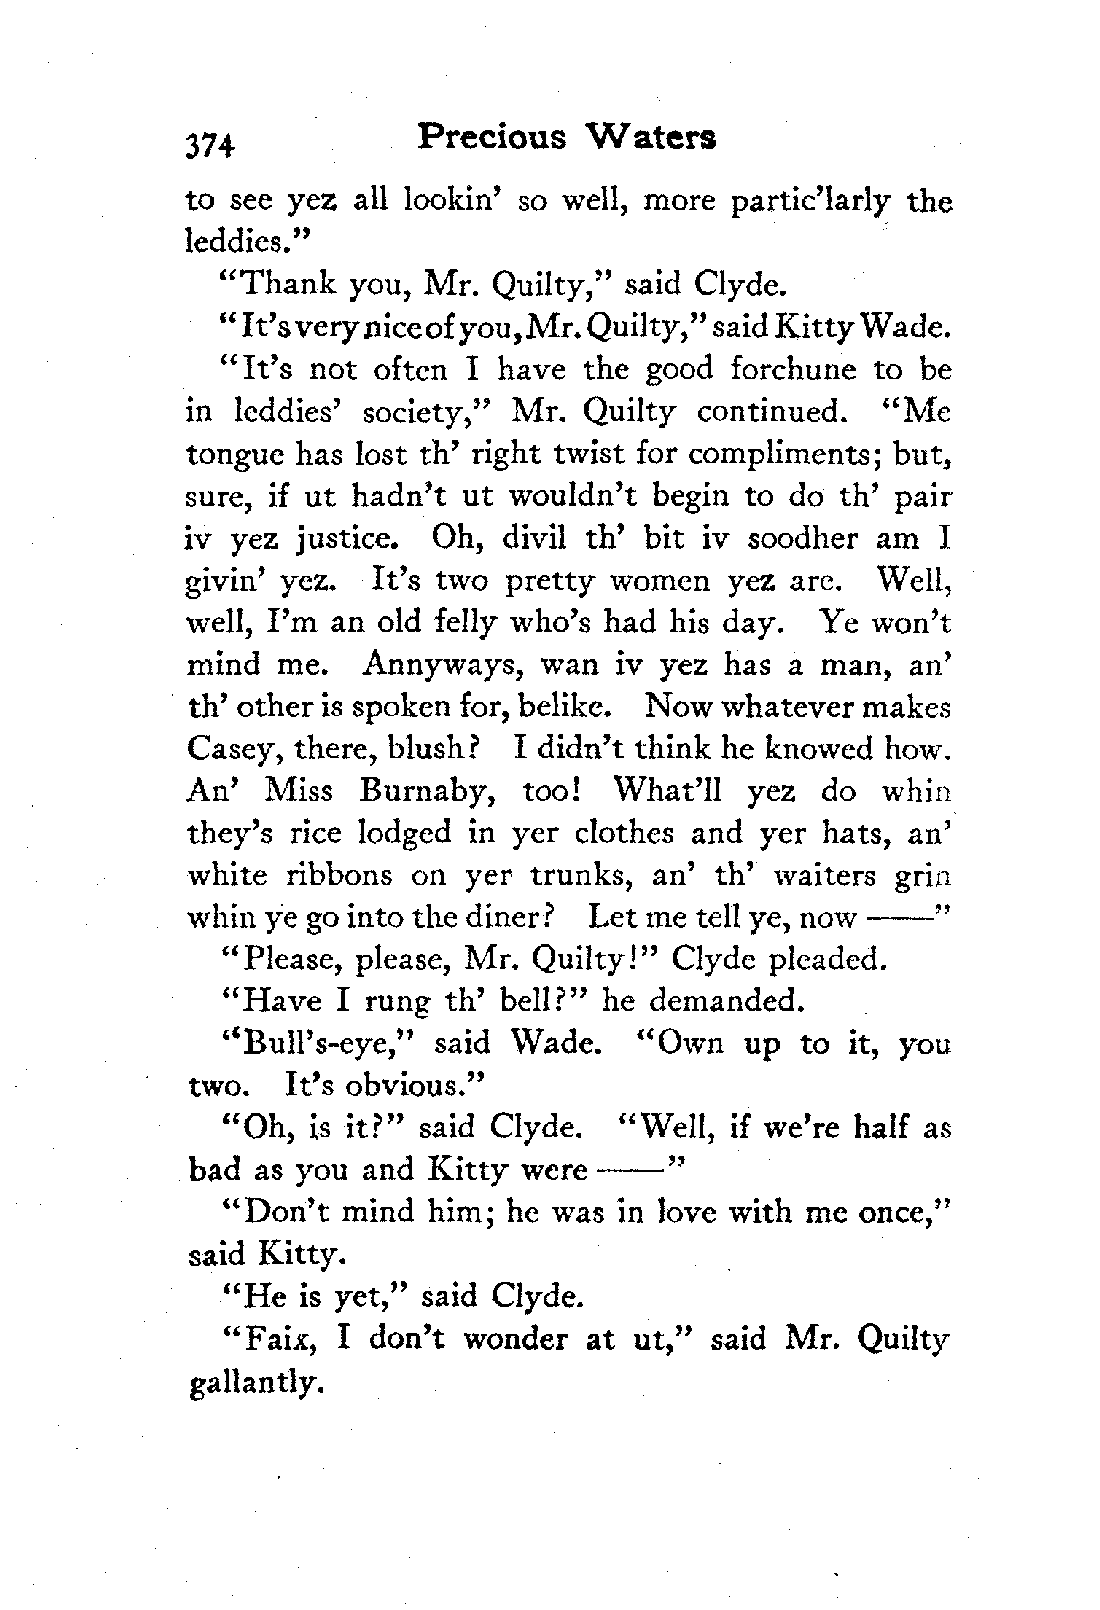 374 Precious Waters
to see yez all lookin' so well, more partic'larly the
leddies."
"Thank you, Mr. Quilty," said Clyde.
"It's very nice of you, Mr. Quilty," said Kitty Wade.
"It's not often I have the good forchune to be
in leddies' society," Mr. Quilty continued. "Me
tongue has lost th' right twist for compliments; but,
sure, if ut hadn't ut wouldn't begin to do th' pair
iv yez justice. Oh, divil th' bit iv soodher am I
givin' yez. It's two pretty women yez are. Well,
well, I'm an old felly who's had his day. Ye won't
mind me. Annyways, wan iv yez has a man, an'
th' other is spoken for, belike. Now whatever makes
Casey, there, blush? I didn't think he knowed how.
An' Miss Burnaby, too! What'll yez do whin
they's rice lodged in yer clothes and yer hats, an'
white ribbons on yer trunks, an' th' waiters grin
whin ye go into the diner? Let me tell ye, now ——"
"Please, please, Mr. Quilty!" Clyde pleaded.
"Have I rung th' bell?" he demanded.
"Bull's-eye," said Wade. "Own up to it, you
two. It's obvious."
"Oh, is it?" said Clyde. "Well, if we're half as
bad as you and Kitty were ——"
"Don't mind him; he was in love with me once,"
said Kitty.
"He is yet," said Clyde.
"Faix, I don't wonder at ut," said Mr. Quilty
gallantly.